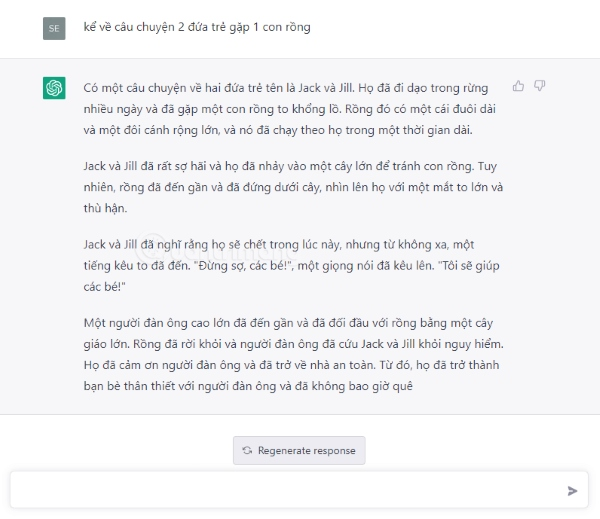 SE
kể về câu chuyện 2 đứa trẻ gặp 1 con rồng
Có một câu chuyện về hai đứa trẻ tên là Jack và Jill. Họ đã đi dạo trong rừng
nhiều ngày và đã gặp một con rồng to khổng lồ. Rồng đó có một cái đuôi dài
và một đôi cánh rộng lớn, và nó đã chạy theo họ trong một thời gian dài.
Jack và Jill đã rất sợ hãi và họ đã nhảy vào một cây lớn để tránh con rồng. Tuy
nhiên, rồng đã đến gần và đã đứng dưới cây, nhìn lên họ với một mắt to lớn và
thù hận.
Jack và Jill đã nghĩ rằng họ sẽ chết trong lúc này, nhưng từ không xa, một
tiếng kêu to đã đến. "Đừng sợ, các bé!", một giọng nói đã kêu lên. "Tôi sẽ giúp
các bé!"
Một người đàn ông cao lớn đã đến gần và đã đối đầu với rồng bằng một cây
giáo lớn. Rồng đã rời khỏi và người đàn ông đã cứu Jack và Jill khỏi nguy hiểm.
Họ đã cảm ơn người đàn ông và đã trở về nhà an toàn. Từ đó, họ đã trở thành
bạn bè thân thiết với người đàn ông và đã không bao giờ quê
Regenerate response